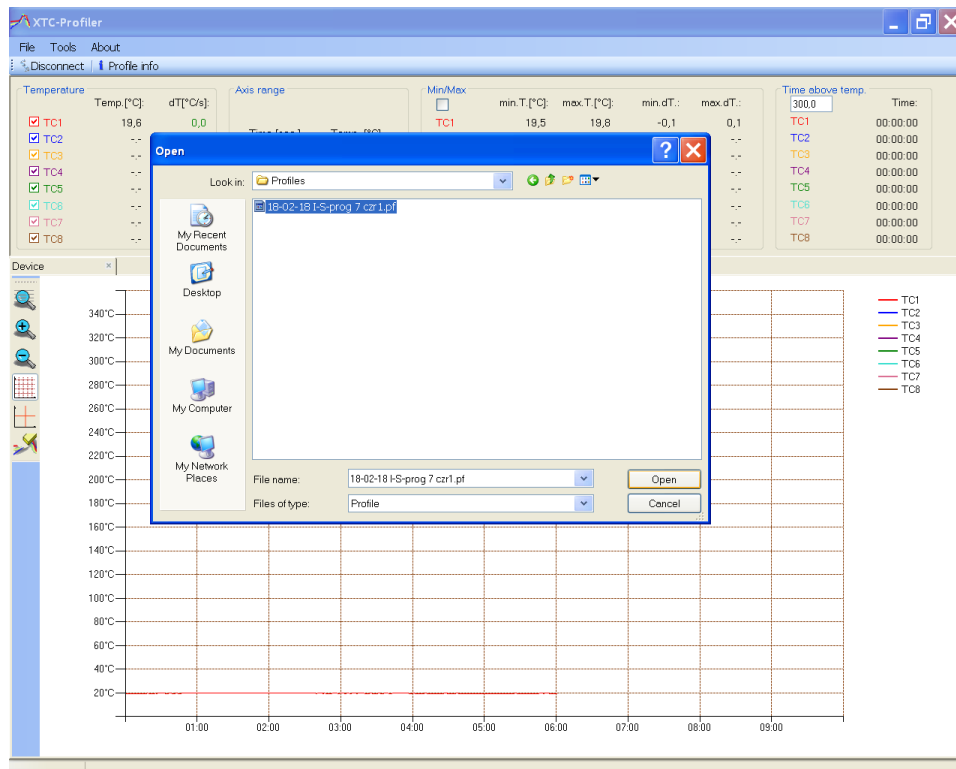 XTC-Profiler
File Tools About
Disconnect Profile info
Temperature Axis range Min/Max Time above temp.
Temp.[°C]: dT[°C/s]: min.T.[°C]: max.T.[°C]: min.dT.: max.dT.: 300,0 Time:
TC1 19,6 0,0 TC1 19,5 19,8 -0,1 0,1 TC1 00:00:00
TC2 -.- -.- TC2 00:00:00
TC3 -.- -.- TC3 00:00:00
TC4 -.- -.- TC4 00:00:00
TC5 -.- -.- TC5 00:00:00
TC6 -.- -.- TC6 00:00:00
TC7 -.- -.- TC7 00:00:00
TC8 -.- -.- TC8 00:00:00
Open
Look in: Profiles
18-02-18 I-S-prog 7 czr1.pf
My Recent
Documents
Desktop
My Documents
My Computer
My Network
Places
File name: 18-02-18 I-S-prog 7 czr1.pf Open
Files of type: Profile Cancel
Device
340°C
320°C
300°C
280°C
260°C
240°C
220°C
200°C
180°C
160°C
140°C
120°C
100°C
80°C
60°C
40°C
20°C
01:00 02:00 03:00 04:00 05:00 06:00 07:00 08:00 09:00
TC1
TC2
TC3
TC4
TC5
TC6
TC7
TC8